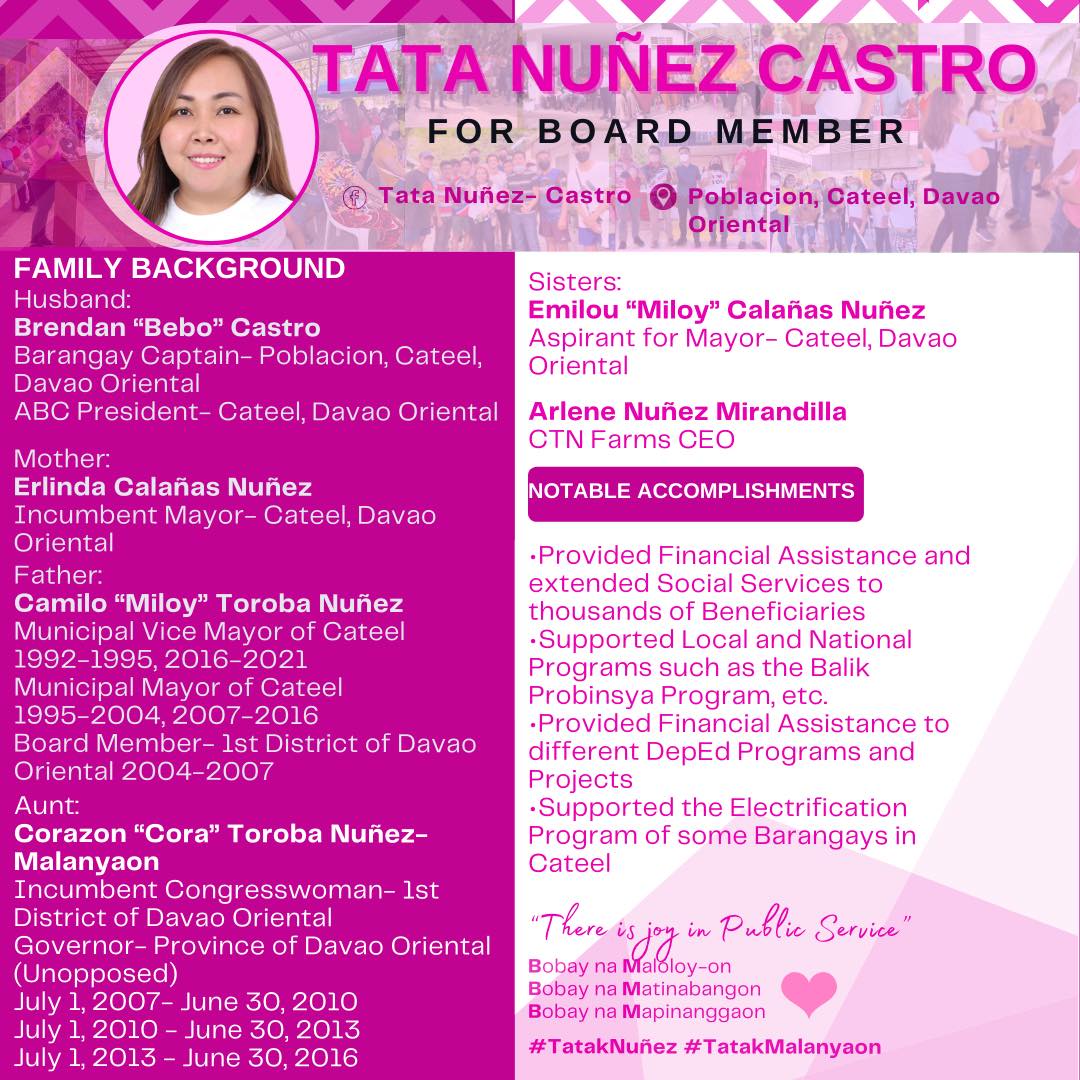 TATA NUÑEZ CASTRO
FOR BOARD MEMBER
Tata Nuñez- Castro
Poblacion, Cateel, Davao
Oriental
FAMILY BACKGROUND
Husband:
Brendan “Bebo” Castro
Barangay Captain- Poblacion, Cateel,
Davao Oriental
ABC President- Cateel, Davao Oriental
Mother:
Erlinda Calañas Nuñez
Incumbent Mayor- Cateel, Davao
Oriental
Father:
Camilo “Miloy” Toroba Nuñez
Municipal Vice Mayor of Cateel
1992-1995, 2016-2021
Municipal Mayor of Cateel
1995-2004, 2007-2016
Board Member- 1st District of Davao
Oriental 2004-2007
Aunt:
Corazon “Cora” Toroba Nuñez-
Malanyaon
Incumbent Congresswoman- 1st
District of Davao Oriental
Governor- Province of Davao Oriental
(Unopposed)
July 1, 2007- June 30, 2010
July 1, 2010 - June 30, 2013
July 1, 2013 - June 30, 2016
Sisters:
Emilou “Miloy” Calañas Nuñez
Aspirant for Mayor- Cateel, Davao
Oriental
Arlene Nuñez Mirandilla
CTN Farms CEO
NOTABLE ACCOMPLISHMENTS
•Provided Financial Assistance and
extended Social Services to
thousands of Beneficiaries
•Supported Local and National
Programs such as the Balik
Probinsya Program, etc.
•Provided Financial Assistance to
different DepEd Programs and
Projects
•Supported the Electrification
Program of some Barangays in
Cateel
“There is joy in Public Service”
Bobay na Maloloy-on
Bobay na Matinabangon
Bobay na Mapinanggaon
#TatakNuñez #TatakMalanyaon